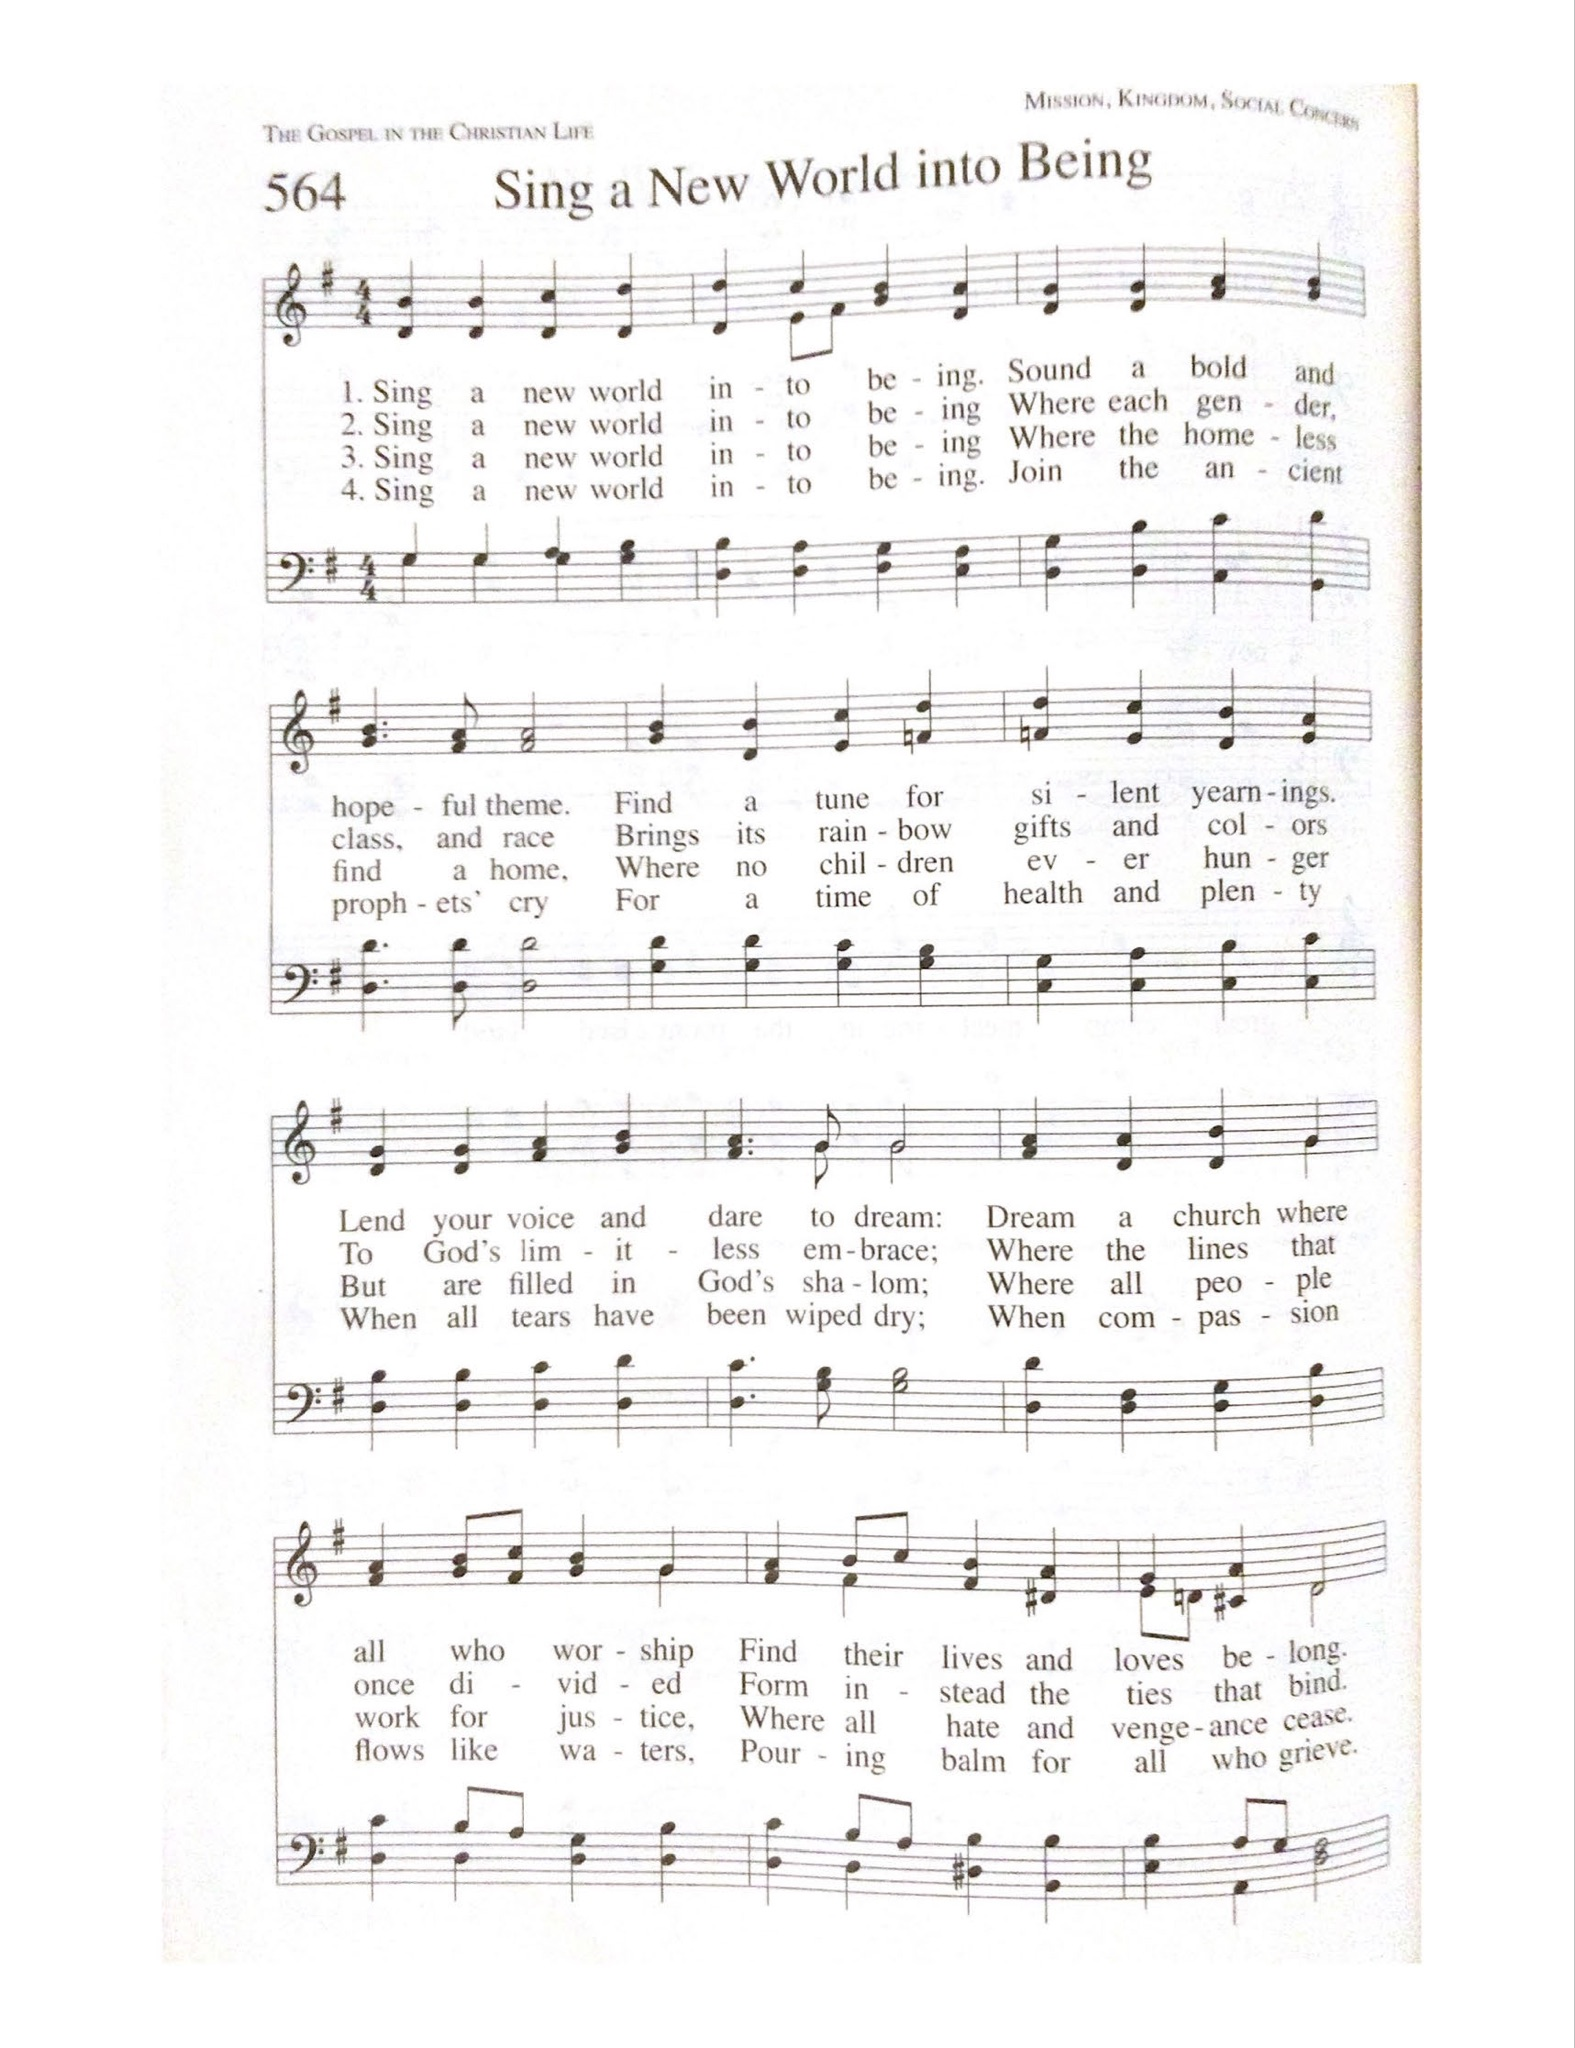 THE GOSPEL IN THE CHRISTIAN LIFE
MISSION, KINGDOM, SOCIAL CONCERN
564 Sing a New World into Being
4 4
1. Sing a new world in - to be - ing. Sound a bold and
2. Sing a new world in - to be - ing Where each gen - der,
3. Sing a new world in - to be - ing Where the home - less
4. Sing a new world in - to be - ing. Join the an - cient
4 4
hope - ful theme. Find a tune for si - lent yearn - ings.
class, and race Brings its rain - bow gifts and col - ors
find a home, Where no chil - dren ev - er hun - ger
proph - ets' cry For a time of health and plen - ty
Lend your voice and dare to dream: Dream a church where
To God's lim - it - less em - brace; Where the lines that
But are filled in God's sha - lom; Where all peo - ple
When all tears have been wiped dry; When com - pas - sion
all who wor - ship Find their lives and loves be - long.
once di - vid - ed Form in - stead the ties that bind.
work for jus - tice, Where all hate and venge - ance cease.
flows like wa - ters, Pour - ing balm for all who grieve.